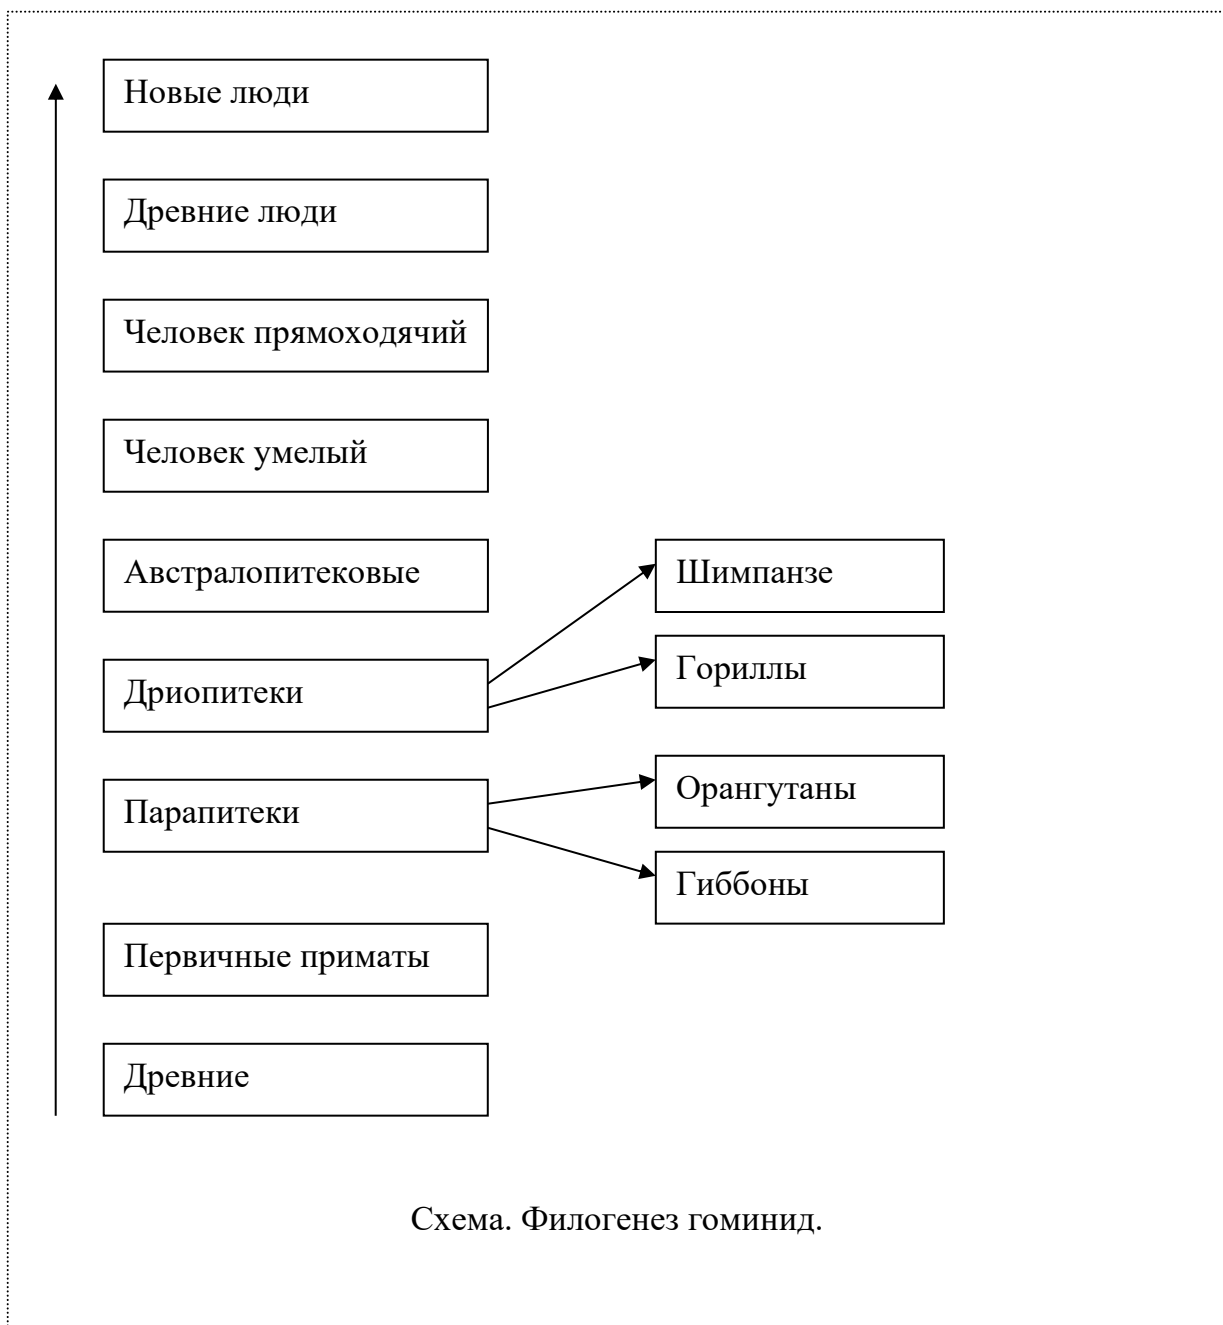 Новые люди
Древние люди
Человек прямоходячий
Человек умелый
Австралопитековые
Шимпанзе
Гориллы
Дриопитеки
Орангутаны
Парапитеки
Гиббоны
Первичные приматы
Древние
Схема. Филогенез гоминид.